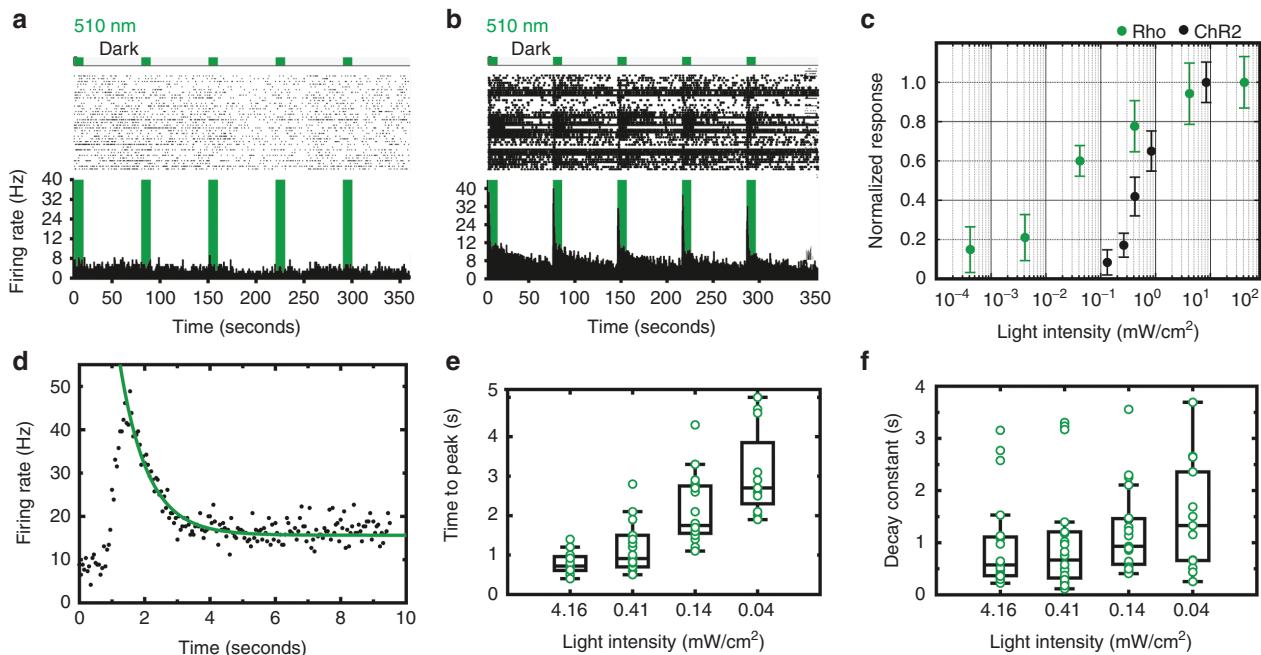 a
510 nm
Dark
Firing rate (Hz)
40
32
24
16
8
0
0 50 100 150 200 250 300 350
Time (seconds)
b
510 nm
Dark
40
36
32
28
24
20
16
12
8
4
0
0 50 100 150 200 250 300 350
Time (seconds)
c
Rho ChR2
Normalized response
1.0
0.8
0.6
0.4
0.2
0
10⁻⁴ 10⁻³ 10⁻² 10⁻¹ 10⁰ 10¹ 10²
Light intensity (mW/cm²)
d
Firing rate (Hz)
50
40
30
20
10
0
0 2 4 6 8 10
Time (seconds)
e
Time to peak (s)
5
4
3
2
1
0
4.16 0.41 0.14 0.04
Light intensity (mW/cm²)
f
Decay constant (s)
4
3
2
1
0
4.16 0.41 0.14 0.04
Light intensity (mW/cm²)